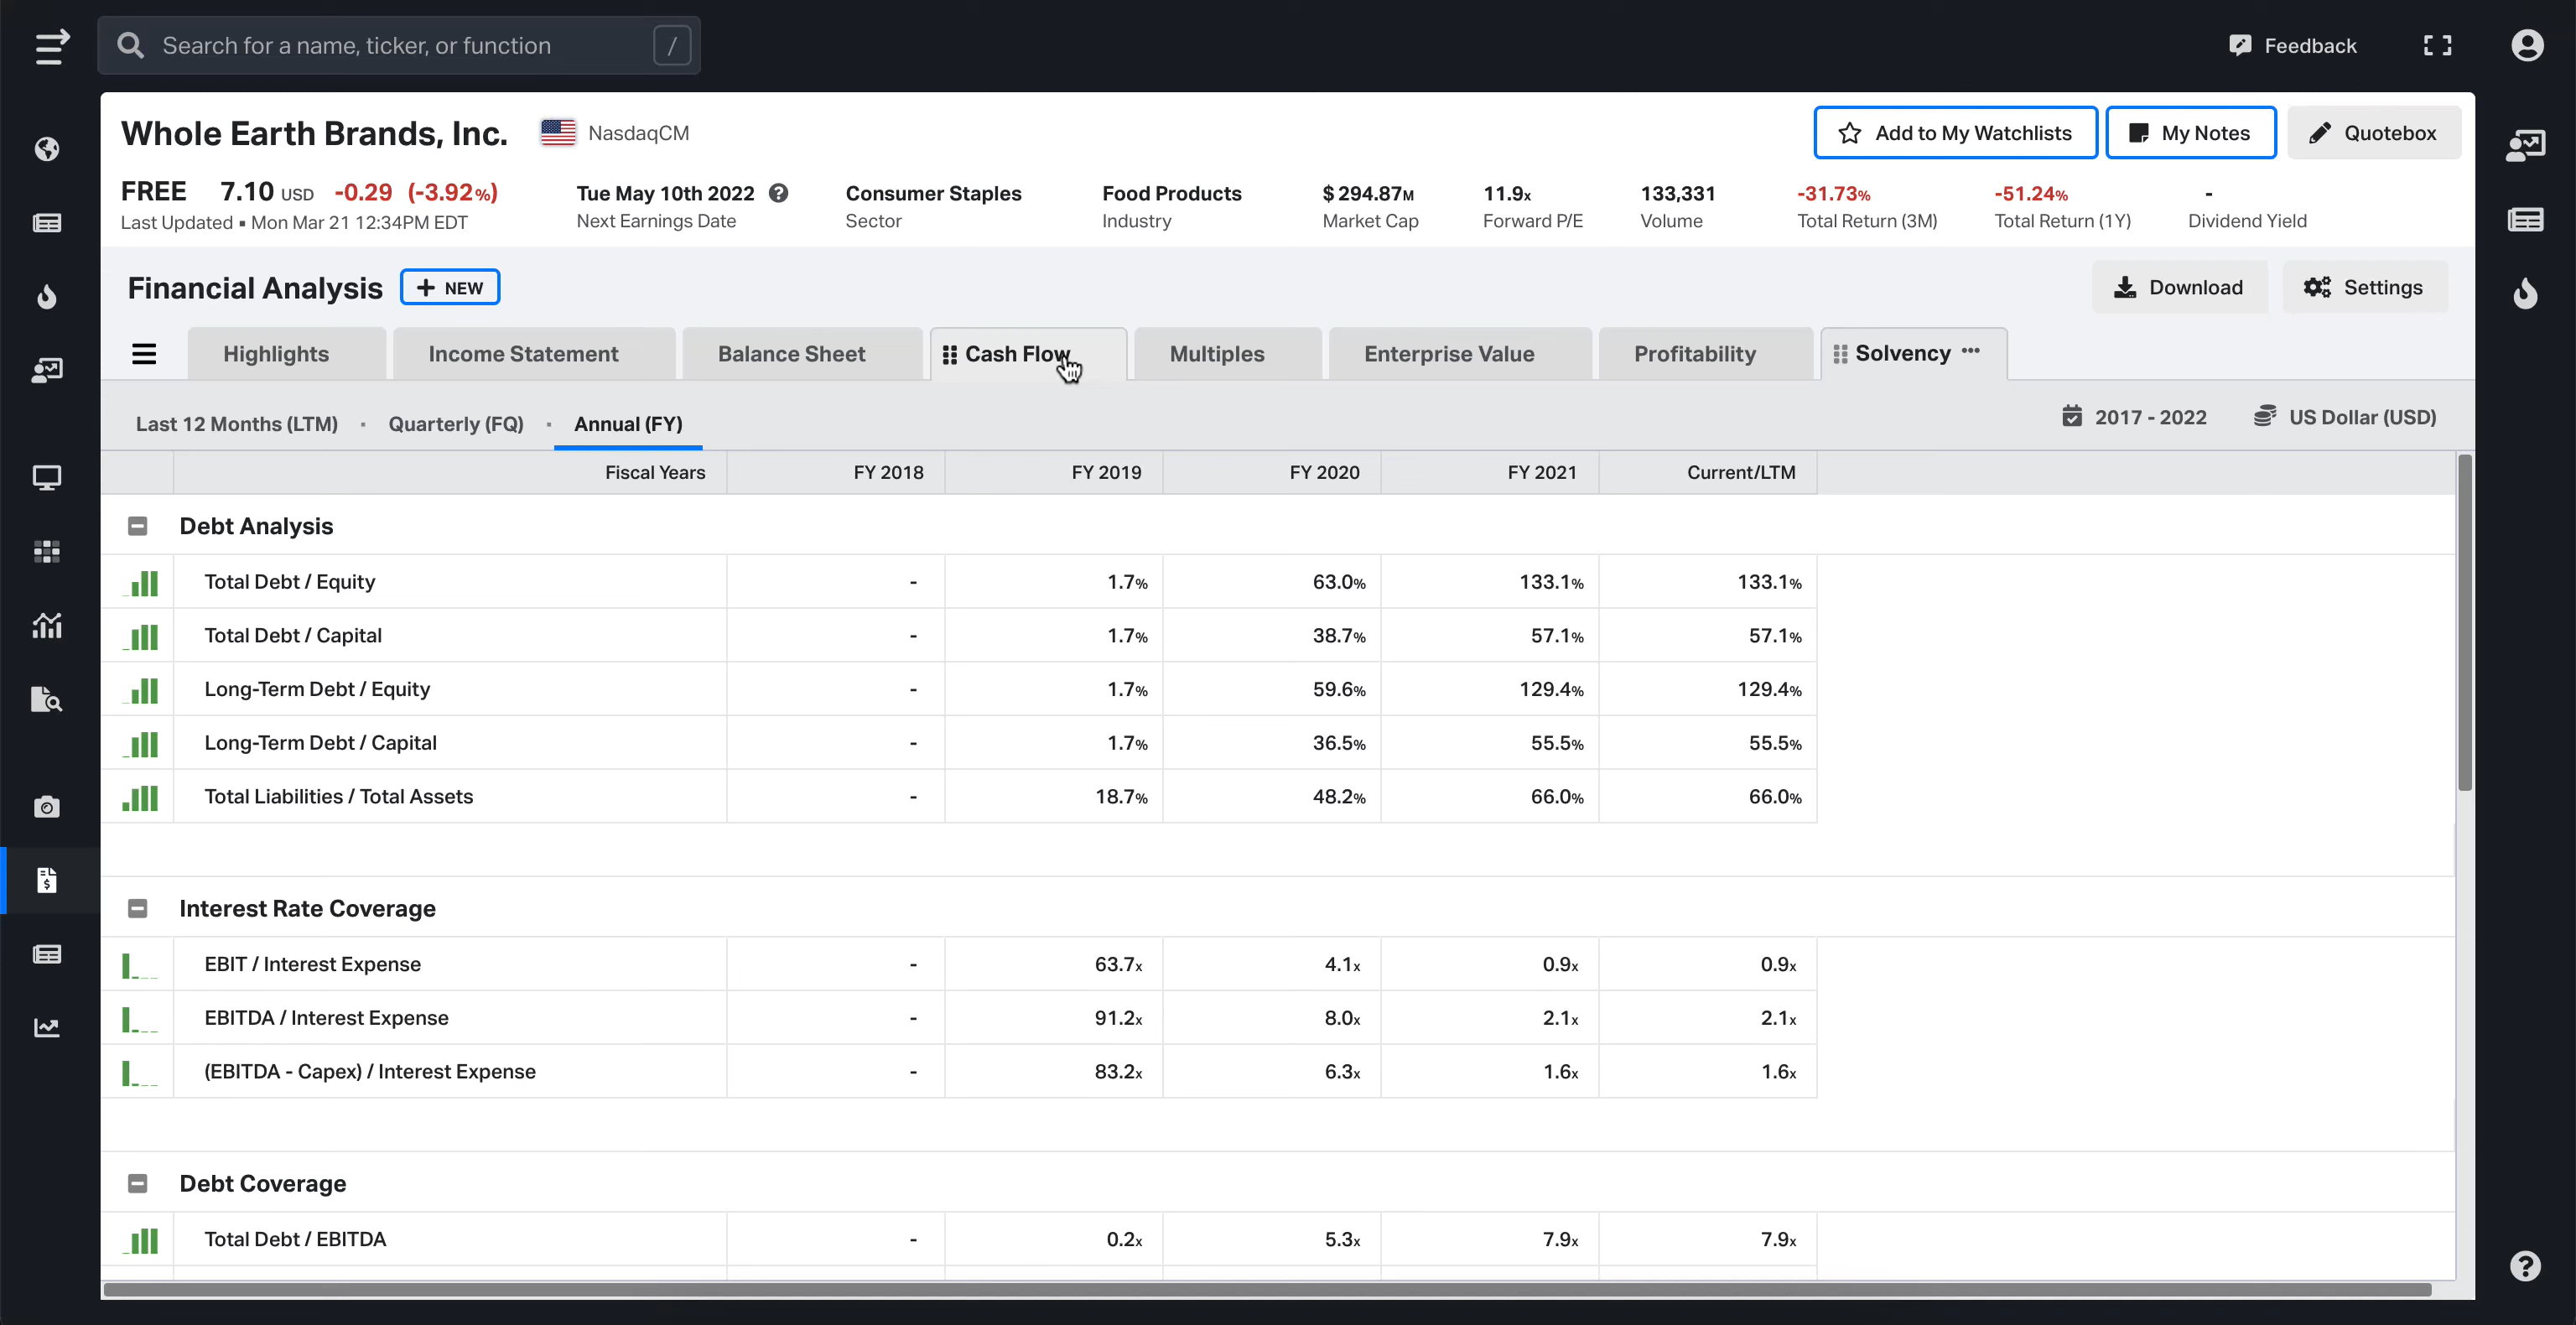 Search for a name, ticker, or function /
Feedback
Whole Earth Brands, Inc. NasdaqCM
Add to My Watchlists My Notes Quotebox
FREE 7.10 USD -0.29 (-3.92%) Tue May 10th 2022 ? Consumer Staples Food Products $294.87M 11.9x 133,331 -31.73% -51.24% -
Last Updated ▪ Mon Mar 21 12:34PM EDT Next Earnings Date Sector Industry Market Cap Forward P/E Volume Total Return (3M) Total Return (1Y) Dividend Yield
Financial Analysis + NEW Download Settings
Highlights Income Statement Balance Sheet Cash Flow Multiples Enterprise Value Profitability Solvency •••
Last 12 Months (LTM) · Quarterly (FQ) · Annual (FY) 2017 - 2022 US Dollar (USD)
Fiscal Years FY 2018 FY 2019 FY 2020 FY 2021 Current/LTM
Debt Analysis
Total Debt / Equity - 1.7% 63.0% 133.1% 133.1%
Total Debt / Capital - 1.7% 38.7% 57.1% 57.1%
Long-Term Debt / Equity - 1.7% 59.6% 129.4% 129.4%
Long-Term Debt / Capital - 1.7% 36.5% 55.5% 55.5%
Total Liabilities / Total Assets - 18.7% 48.2% 66.0% 66.0%
Interest Rate Coverage
EBIT / Interest Expense - 63.7x 4.1x 0.9x 0.9x
EBITDA / Interest Expense - 91.2x 8.0x 2.1x 2.1x
(EBITDA - Capex) / Interest Expense - 83.2x 6.3x 1.6x 1.6x
Debt Coverage
Total Debt / EBITDA - 0.2x 5.3x 7.9x 7.9x